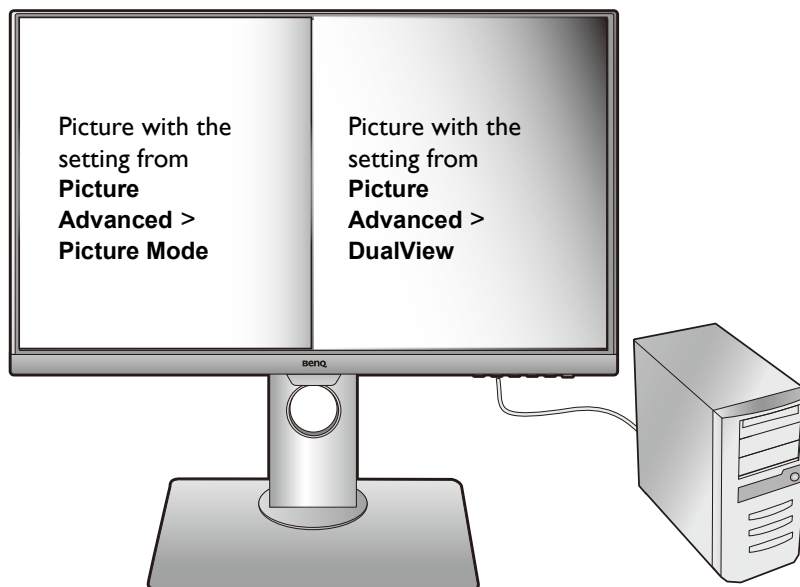 Picture with the
setting from
Picture
Advanced >
Picture Mode
Picture with the
setting from
Picture
Advanced >
DualView
BenQ